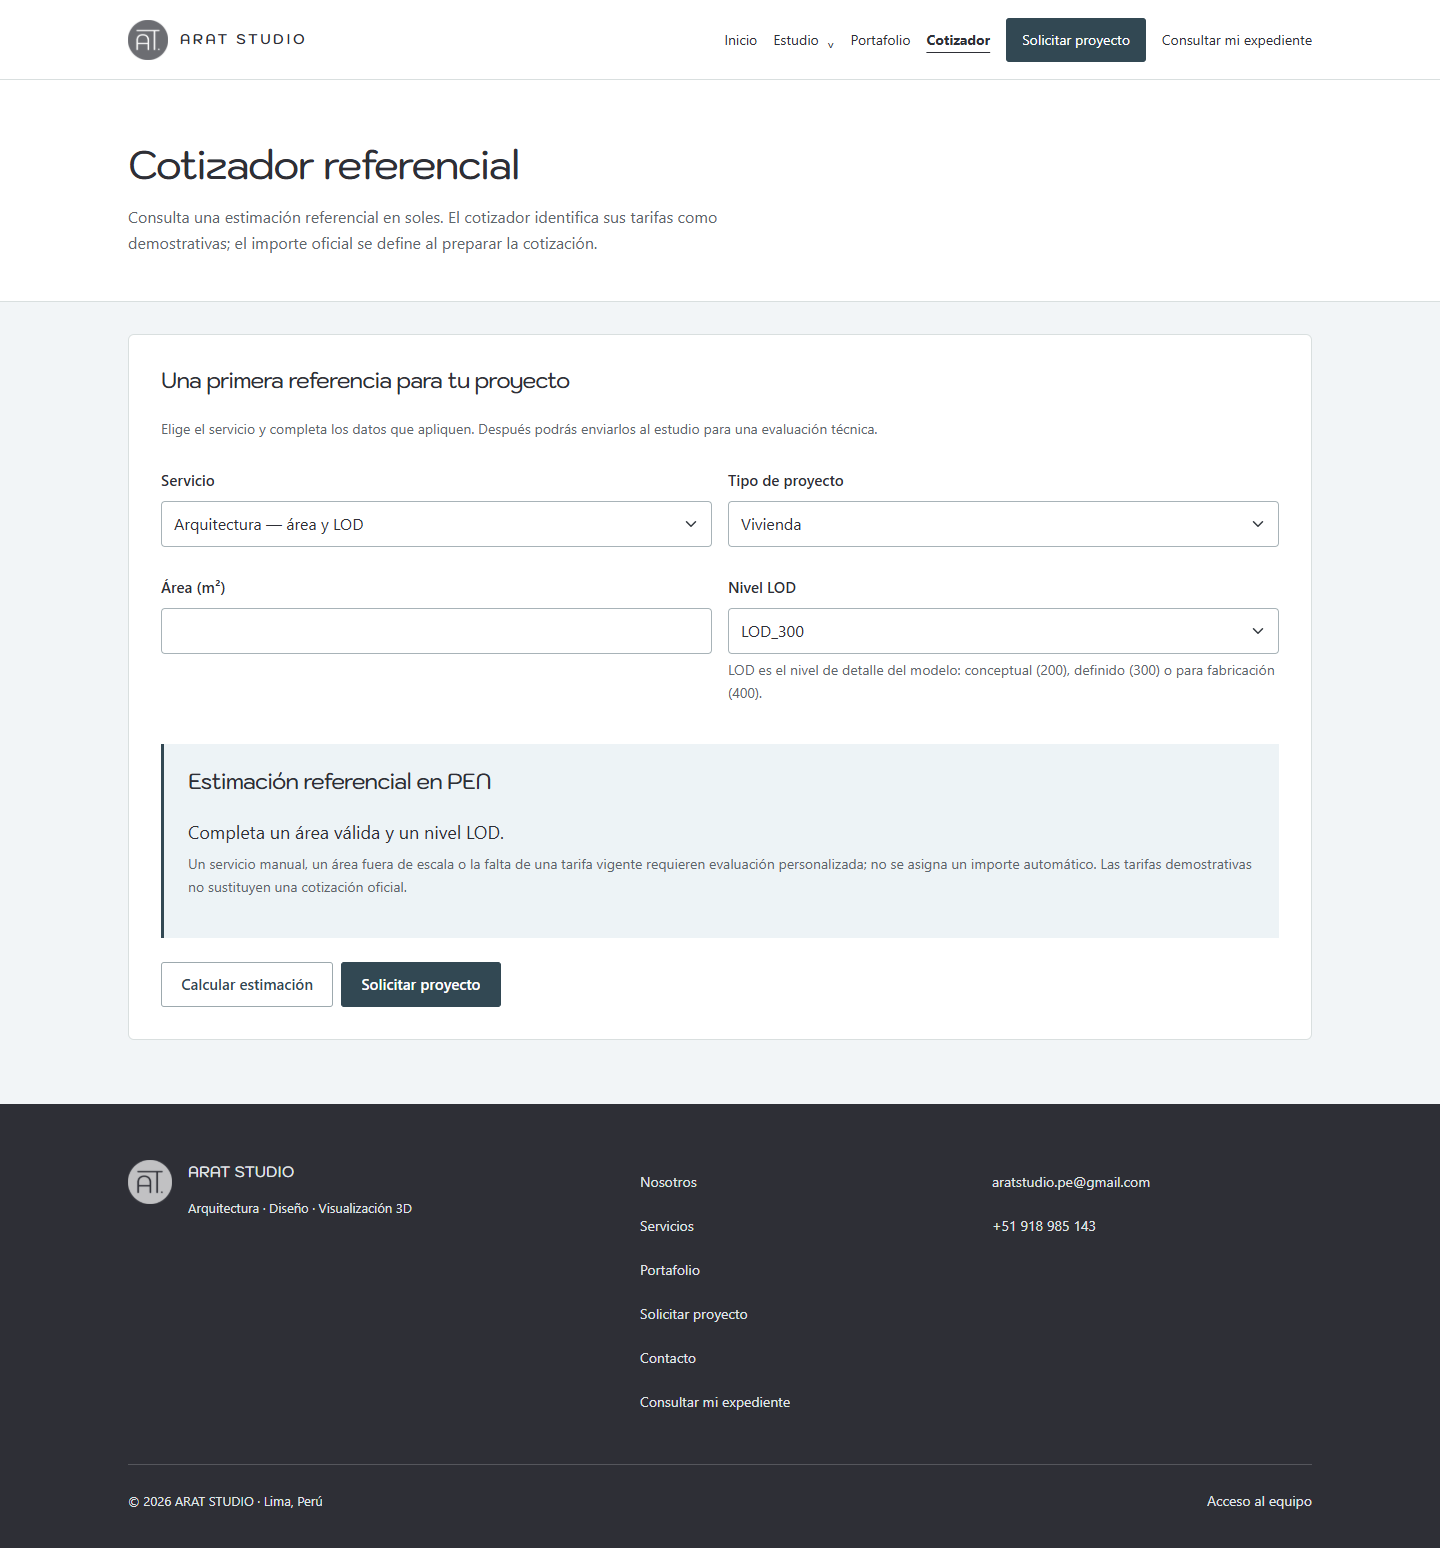 AT.
ARAT STUDIO
Inicio
Estudio v
Portafolio
Cotizador
Solicitar proyecto
Consultar mi expediente
Cotizador referencial
Consulta una estimación referencial en soles. El cotizador identifica sus tarifas como
demostrativas; el importe oficial se define al preparar la cotización.
Una primera referencia para tu proyecto
Elige el servicio y completa los datos que apliquen. Después podrás enviarlos al estudio para una evaluación técnica.
Servicio
Arquitectura — área y LOD
Tipo de proyecto
Vivienda
Área (m²)
Nivel LOD
LOD_300
LOD es el nivel de detalle del modelo: conceptual (200), definido (300) o para fabricación
(400).
Estimación referencial en PEN
Completa un área válida y un nivel LOD.
Un servicio manual, un área fuera de escala o la falta de una tarifa vigente requieren evaluación personalizada; no se asigna un importe automático. Las tarifas demostrativas
no sustituyen una cotización oficial.
Calcular estimación
Solicitar proyecto
AT.
ARAT STUDIO
Arquitectura · Diseño · Visualización 3D
Nosotros
Servicios
Portafolio
Solicitar proyecto
Contacto
Consultar mi expediente
aratstudio.pe@gmail.com
+51 918 985 143
© 2026 ARAT STUDIO · Lima, Perú
Acceso al equipo